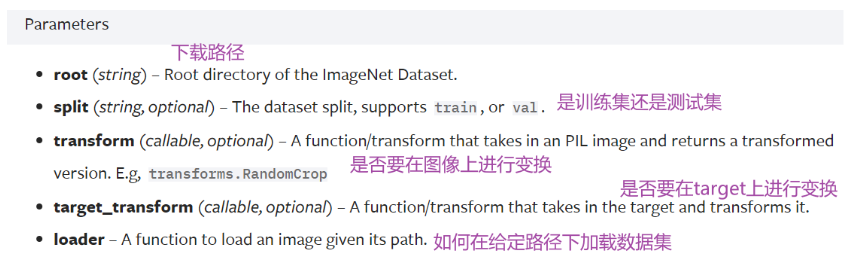 Parameters
下载路径
root (string) – Root directory of the ImageNet Dataset.
split (string, optional) – The dataset split, supports train, or val. 是训练集还是测试集
transform (callable, optional) – A function/transform that takes in an PIL image and returns a transformed
version. E.g, transforms.RandomCrop 是否要在图像上进行变换
是否要在target上进行变换
target_transform (callable, optional) – A function/transform that takes in the target and transforms it.
loader – A function to load an image given its path. 如何在给定路径下加载数据集